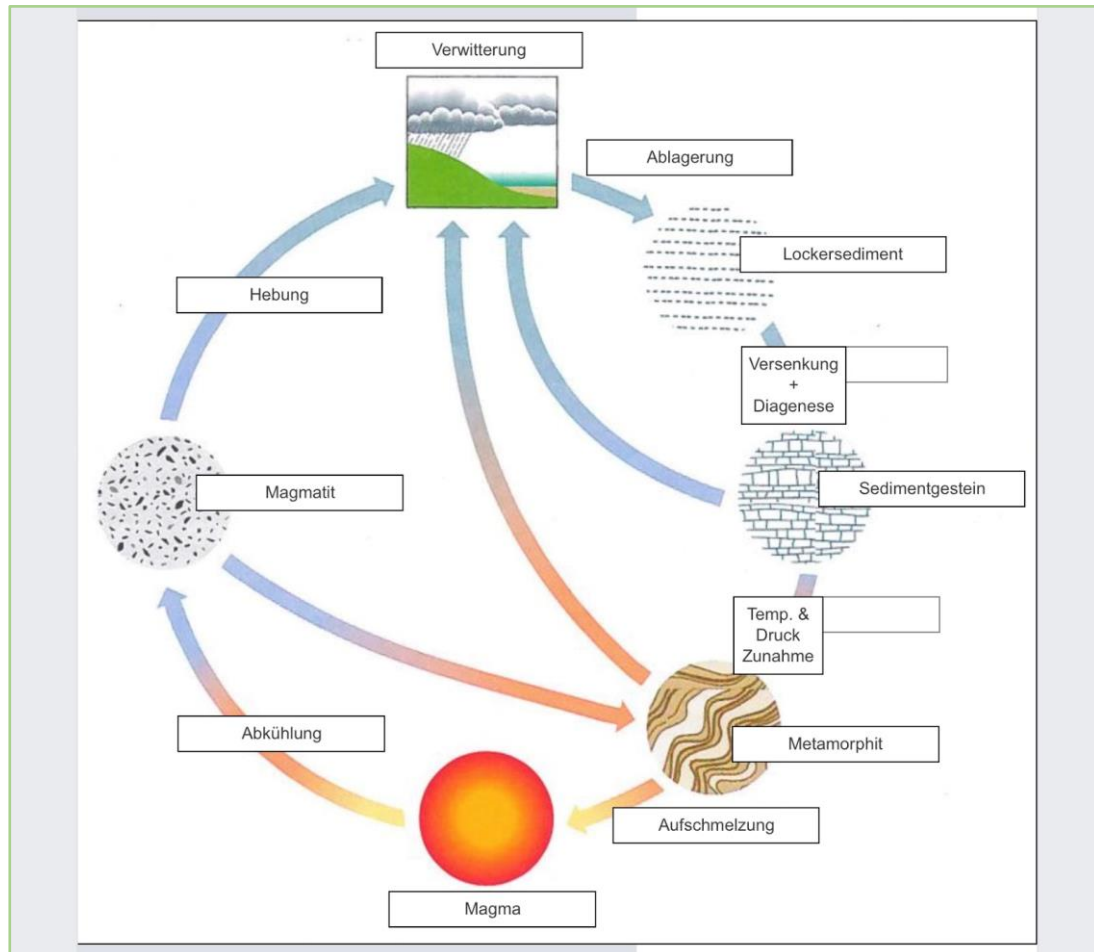 Verwitterung
Ablagerung
Lockersediment
Hebung
Versenkung
+
Diagenese
Magmatit
Sedimentgestein
Temp. &
Druck
Zunahme
Abkühlung
Metamorphit
Aufschmelzung
Magma